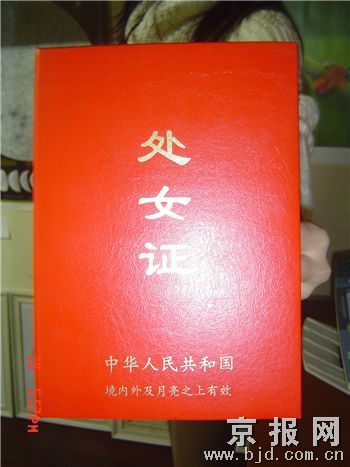 处
女
证
中华人民共和国
境内外及月亮之上有效
京报网
www.bjd.com.cn